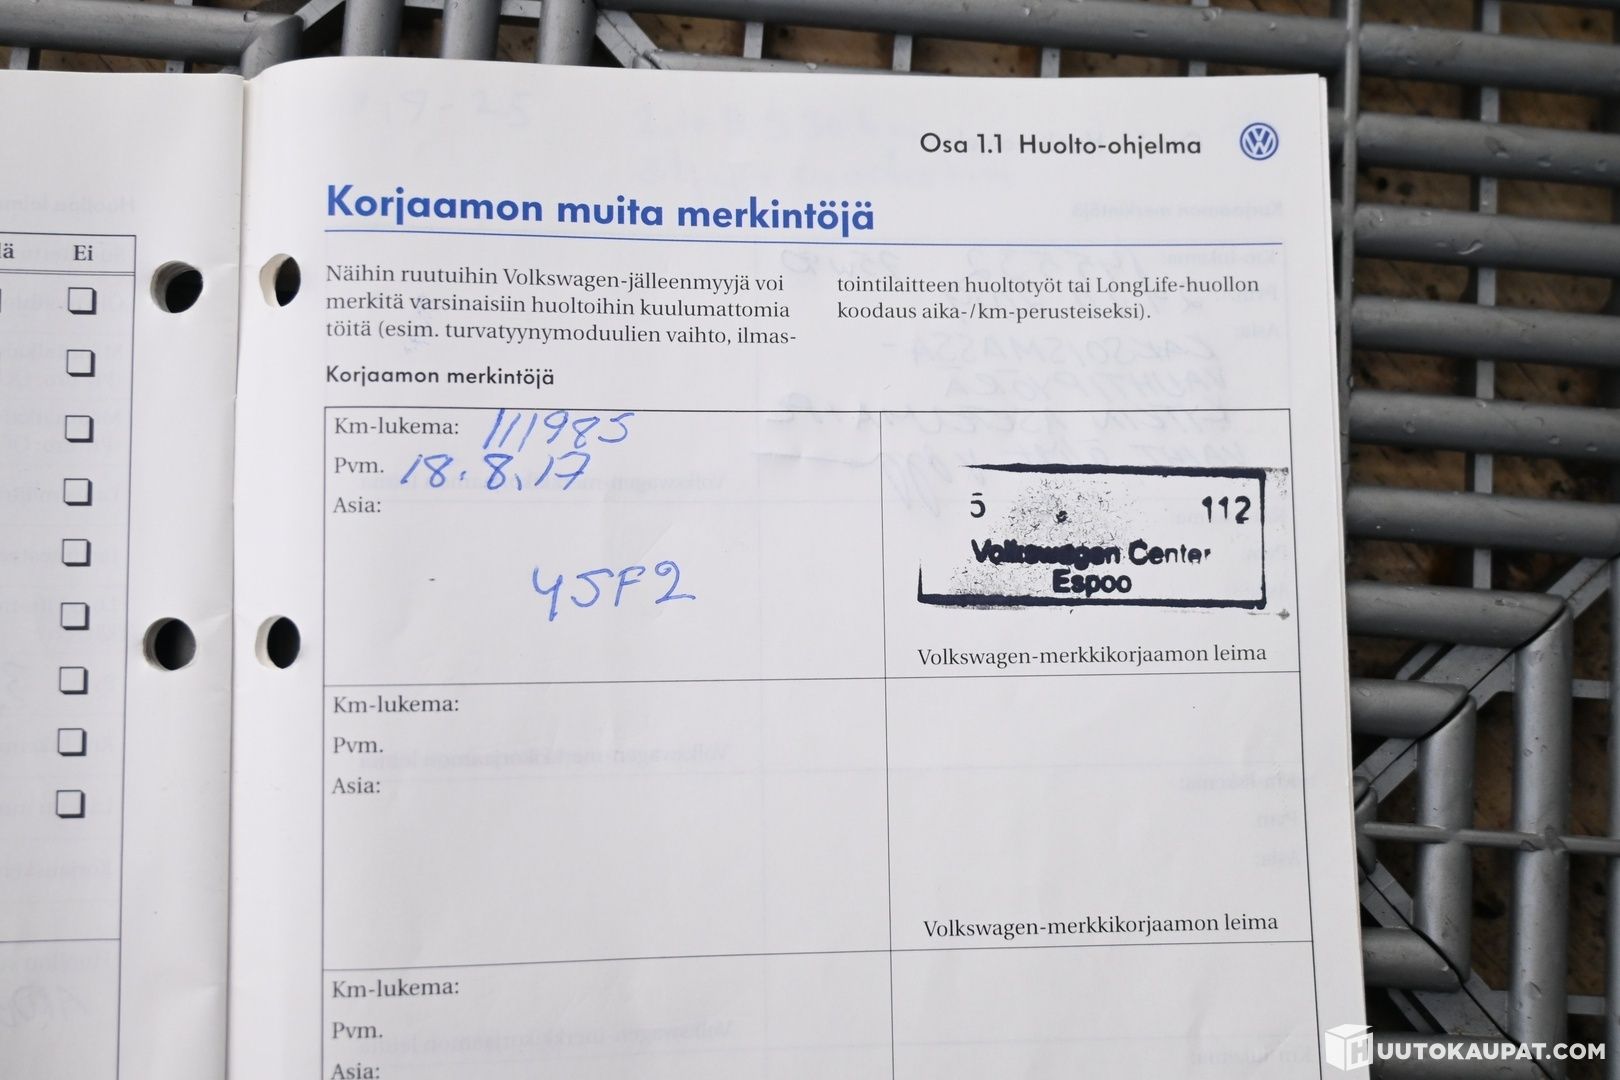 Ei
Osa 1.1 Huolto-ohjelma
Korjaamon muita merkintöjä
Näihin ruutuihin Volkswagen-jälleenmyyjä voi
merkitä varsinaisiin huoltoihin kuulumattomia
töitä (esim. turvatyynymoduulien vaihto, ilmas-
tointilaitteen huoltotyöt tai LongLife-huollon
koodaus aika-/km-perusteiseksi).
Korjaamon merkintöjä
Km-lukema: 111985
Pvm. 18.8.17
Asia:
45F2
5 112
Volkswagen Center
Espoo
Volkswagen-merkkikorjaamon leima
Km-lukema:
Pvm.
Asia:
Volkswagen-merkkikorjaamon leima
Km-lukema:
Pvm.
Asia:
HUUTOKAUPAT.COM